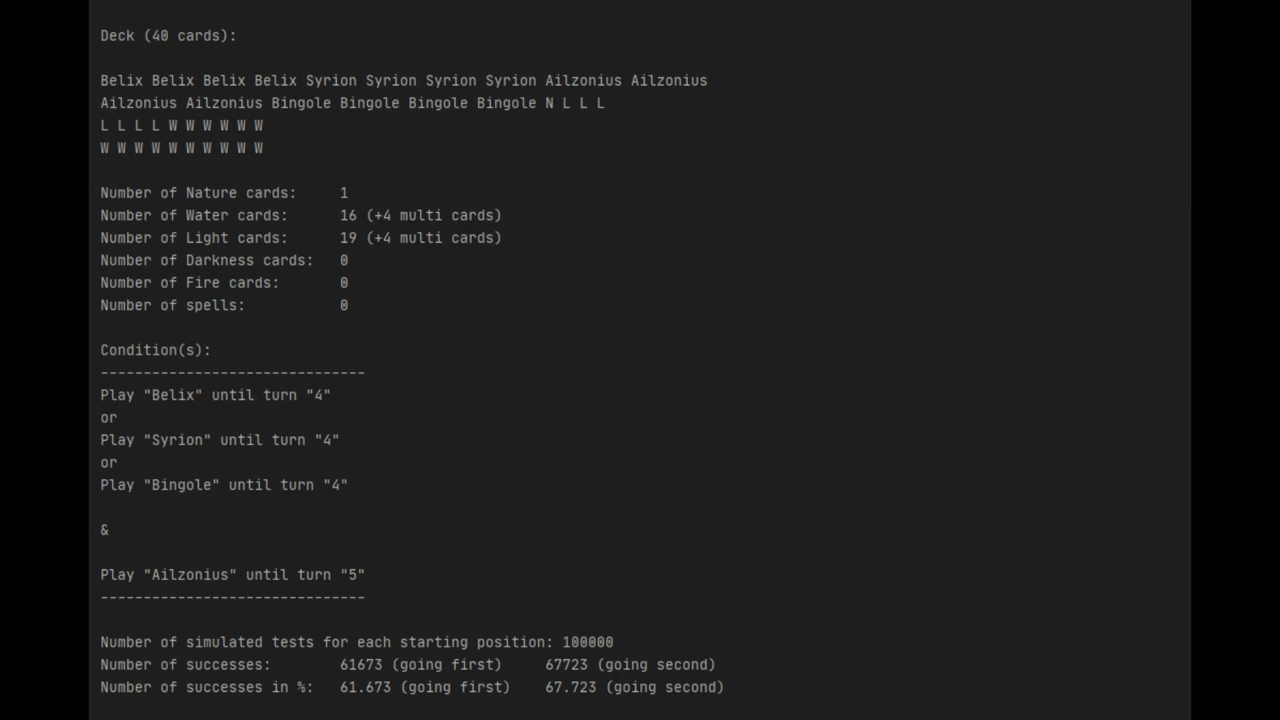 Deck (40 cards):
Belix Belix Belix Belix Syrion Syrion Syrion Syrion Ailzonius Ailzonius
Ailzonius Ailzonius Bingole Bingole Bingole Bingole N L L L
L L L L W W W W W W
W W W W W W W W W W
Number of Nature cards: 1
Number of Water cards: 16 (+4 multi cards)
Number of Light cards: 19 (+4 multi cards)
Number of Darkness cards: 0
Number of Fire cards: 0
Number of spells: 0
Condition(s):
-------------------------------
Play "Belix" until turn "4"
or
Play "Syrion" until turn "4"
or
Play "Bingole" until turn "4"
&
Play "Ailzonius" until turn "5"
-------------------------------
Number of simulated tests for each starting position: 100000
Number of successes: 61673 (going first) 67723 (going second)
Number of successes in %: 61.673 (going first) 67.723 (going second)